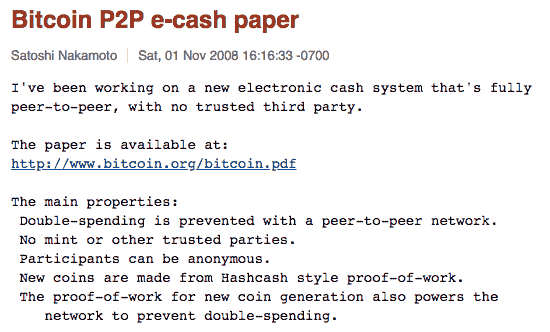 Bitcoin P2P e-cash paper
Satoshi Nakamoto | Sat, 01 Nov 2008 16:16:33 -0700
I've been working on a new electronic cash system that's fully
peer-to-peer, with no trusted third party.
The paper is available at:
http://www.bitcoin.org/bitcoin.pdf
The main properties:
Double-spending is prevented with a peer-to-peer network.
No mint or other trusted parties.
Participants can be anonymous.
New coins are made from Hashcash style proof-of-work.
The proof-of-work for new coin generation also powers the
network to prevent double-spending.